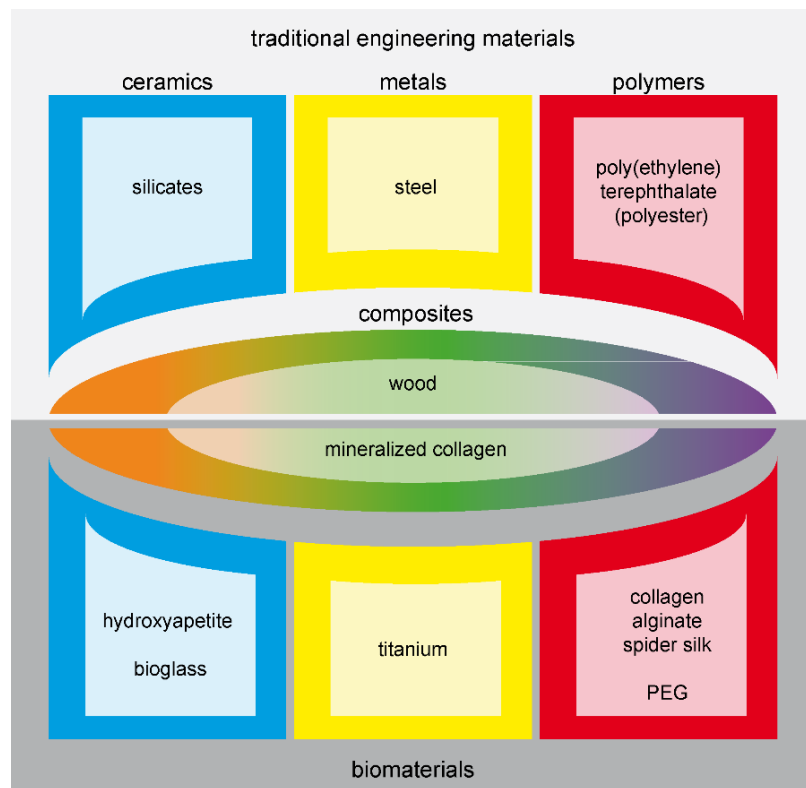 traditional engineering materials
ceramics
metals
polymers
silicates
steel
poly(ethylene)
terephthalate
(polyester)
composites
wood
mineralized collagen
hydroxyapetite
bioglass
titanium
collagen
alginate
spider silk
PEG
biomaterials